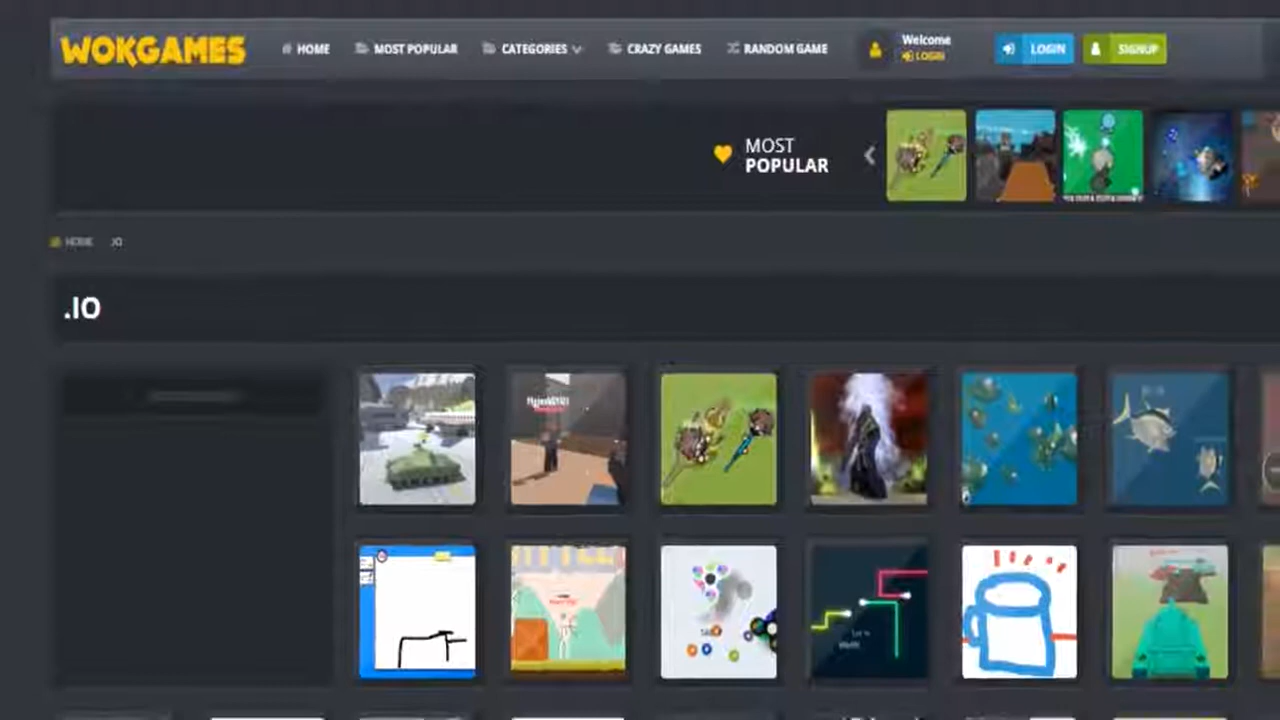 WOKGAMES
HOME
MOST POPULAR
CATEGORIES
CRAZY GAMES
RANDOM GAME
Welcome
LOGIN
LOGIN
SIGNUP
MOST
POPULAR
HOME
.IO
.IO